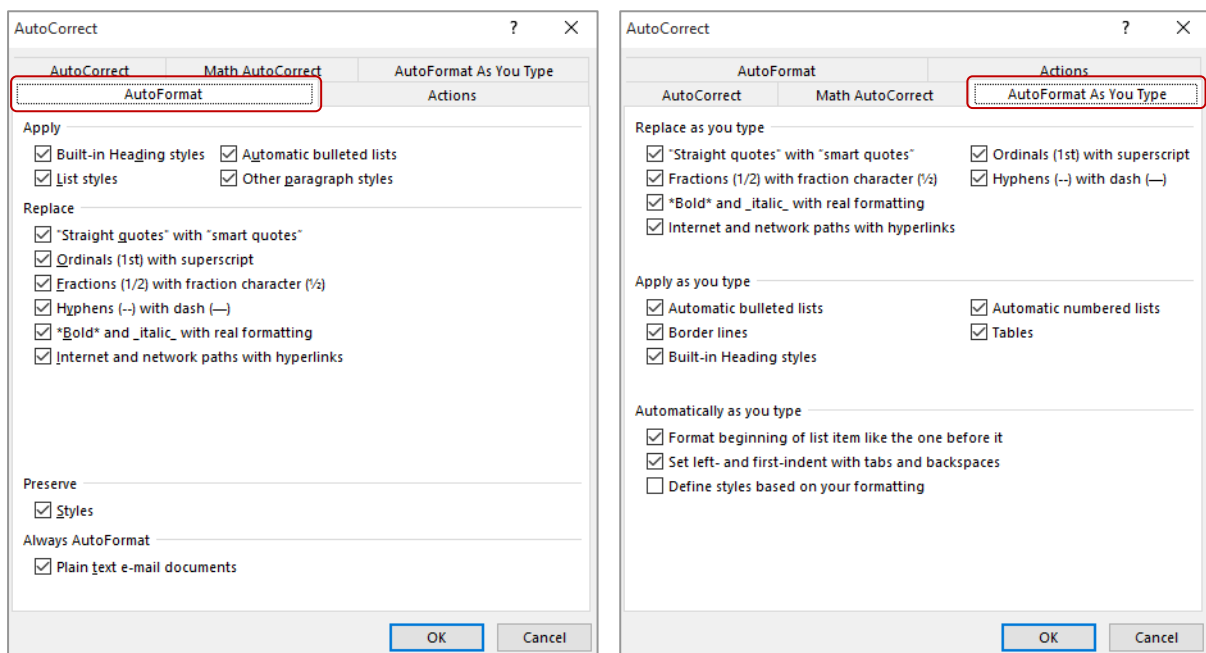 AutoCorrect ? ×
AutoCorrect Math AutoCorrect AutoFormat As You Type
AutoFormat Actions
Apply
Built-in Heading styles Automatic bulleted lists
List styles Other paragraph styles
Replace
"Straight quotes" with “smart quotes”
Ordinals (1st) with superscript
Fractions (1/2) with fraction character (½)
Hyphens (--) with dash (—)
*Bold* and _italic_ with real formatting
Internet and network paths with hyperlinks
Preserve
Styles
Always AutoFormat
Plain text e-mail documents
OK Cancel
AutoCorrect ? ×
AutoFormat Actions
AutoCorrect Math AutoCorrect AutoFormat As You Type
Replace as you type
"Straight quotes" with “smart quotes” Ordinals (1st) with superscript
Fractions (1/2) with fraction character (½) Hyphens (--) with dash (—)
*Bold* and _italic_ with real formatting
Internet and network paths with hyperlinks
Apply as you type
Automatic bulleted lists Automatic numbered lists
Border lines Tables
Built-in Heading styles
Automatically as you type
Format beginning of list item like the one before it
Set left- and first-indent with tabs and backspaces
Define styles based on your formatting
OK Cancel